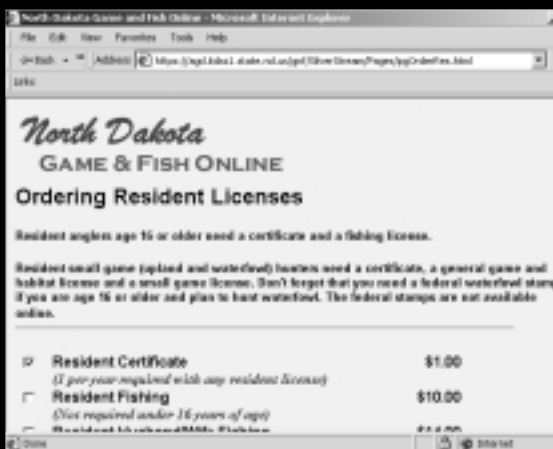 North Dakota Game and Fish Online - Microsoft Internet Explorer
File Edit View Favorites Tools Help
Back Address
Links
North Dakota
GAME & FISH ONLINE
Ordering Resident Licenses
Resident anglers age 16 or older need a certificate and a fishing license.
Resident small game (upland and waterfowl) hunters need a certificate, a general game and
habitat license and a small game license. Don't forget that you need a federal waterfowl stamp
if you are age 16 or older and plan to hunt waterfowl. The federal stamps are not available
online.
Resident Certificate $1.00
(1 per year required with any resident license)
Resident Fishing $10.00
(Not required under 16 years of age)
Resident Husband/Wife Fishing $14.00
Done Internet